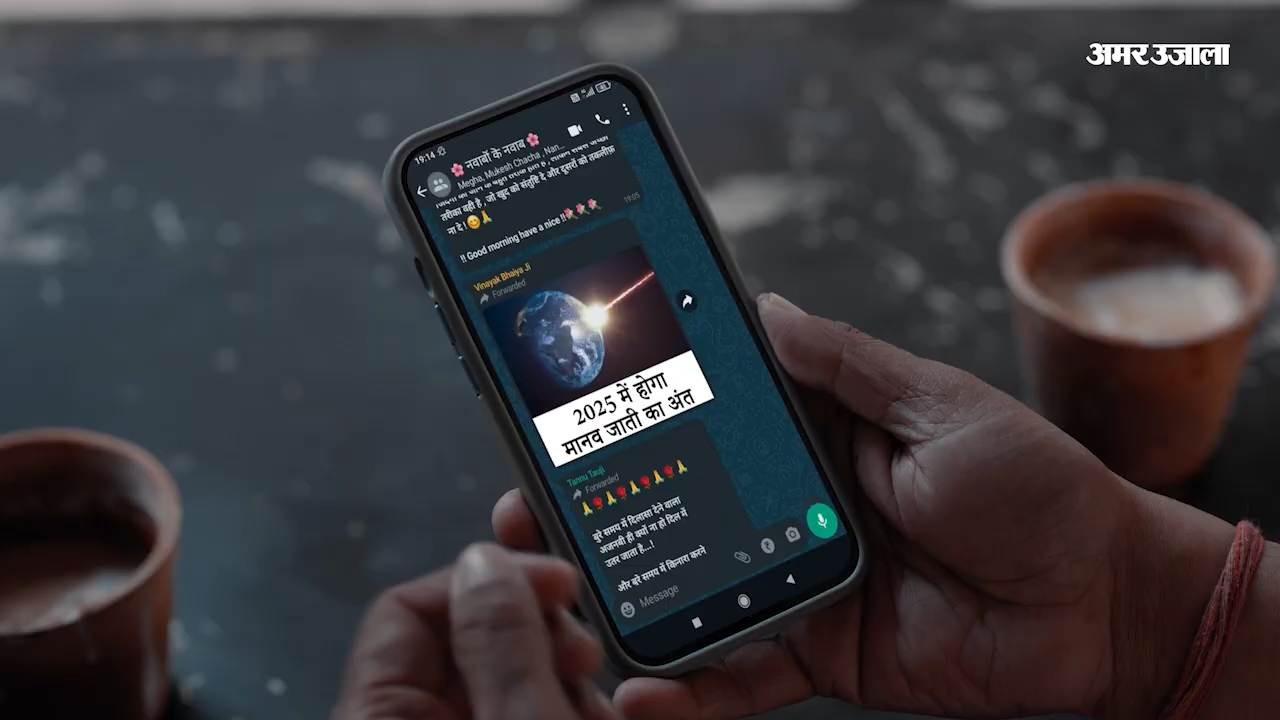 अमर उजाला
19:14
🌸 नवाबों के नवाब 🌸
Megha, Mukesh Chacha , Nan...
तरीका वही है , जो खुद को संतुष्टि दे और दूसरों को तकलीफ़
ना दे ! 😊🙏
!! Good morning have a nice !!🌹🌹🌹
19:05
Vinayak Bhaiya Ji
Forwarded
2025 में होगा
मानव जाती का अंत
Tannu Tauji
Forwarded
🙏🌹🙏🌹🙏🌹🙏🌹🙏
बुरे समय में दिलासा देने वाला
अजनबी ही क्यों ना हो दिल में
उतर जाता है...!
और बुरे समय में किनारा करने
Message